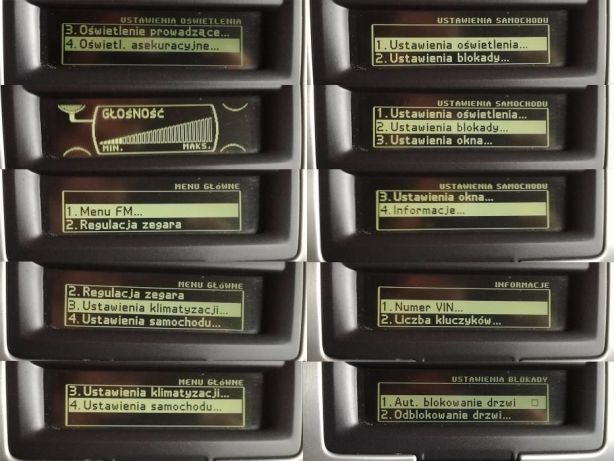 USTAWIENIA OŚWIETLENIA
3. Oświetlenie prowadzące...
4. Oświetl. asekuracyjne...
GŁOŚNOŚĆ
MIN. MAKS.
MENU GŁÓWNE
1. Menu FM...
2. Regulacja zegara
MENU GŁÓWNE
2. Regulacja zegara
3. Ustawienia klimatyzacji...
4. Ustawienia samochodu...
MENU GŁÓWNE
3. Ustawienia klimatyzacji...
4. Ustawienia samochodu...
USTAWIENIA SAMOCHODU
1. Ustawienia oświetlenia...
2. Ustawienia blokady...
USTAWIENIA SAMOCHODU
1. Ustawienia oświetlenia...
2. Ustawienia blokady...
3. Ustawienia okna...
USTAWIENIA SAMOCHODU
3. Ustawienia okna...
4. Informacje...
INFORMACJE
1. Numer VIN...
2. Liczba kluczyków...
USTAWIENIA BLOKADY
1. Aut. blokowanie drzwi
2. Odblokowanie drzwi...